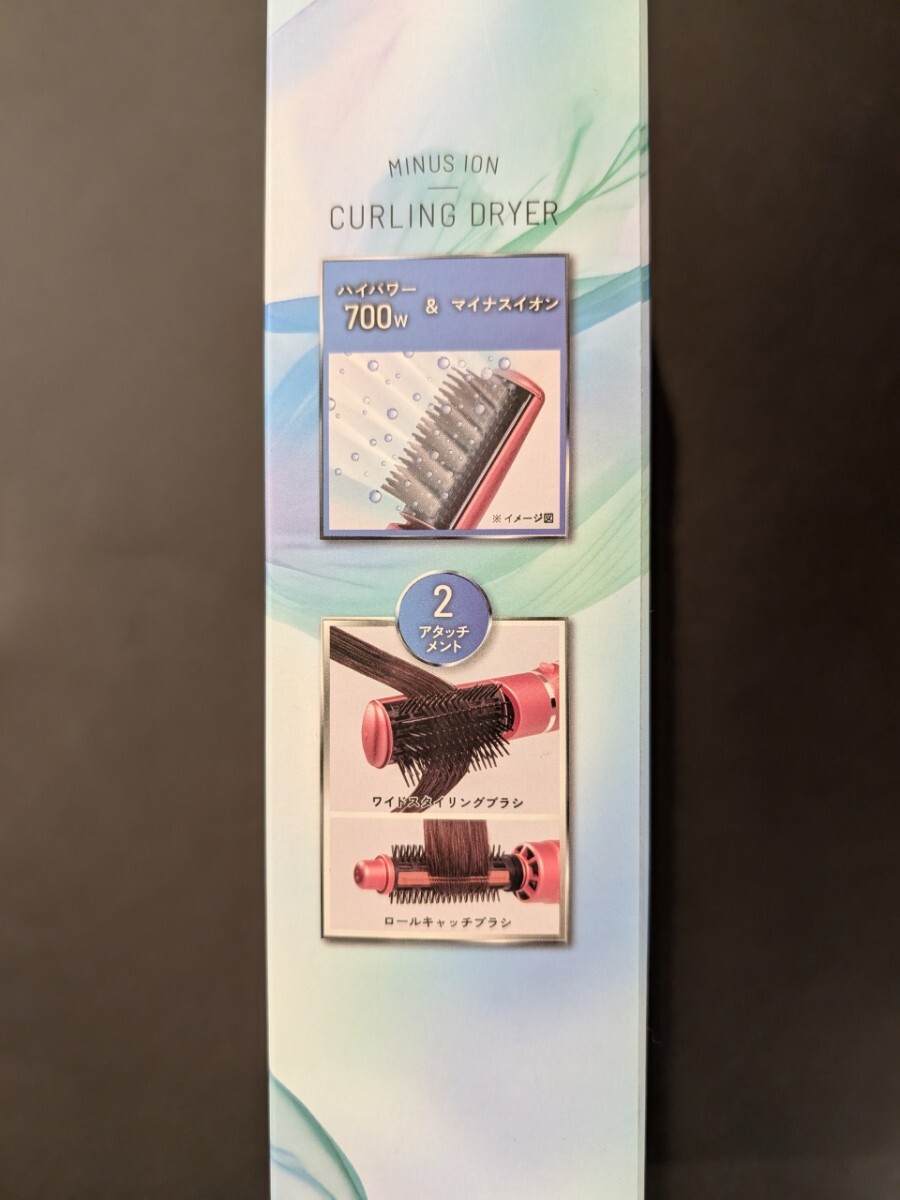 MINUS ION
CURLING DRYER
ハイパワー
700W & マイナスイオン
※イメージ図
2
アタッチ
メント
ワイドスタイリングブラシ
ロールキャッチブラシ